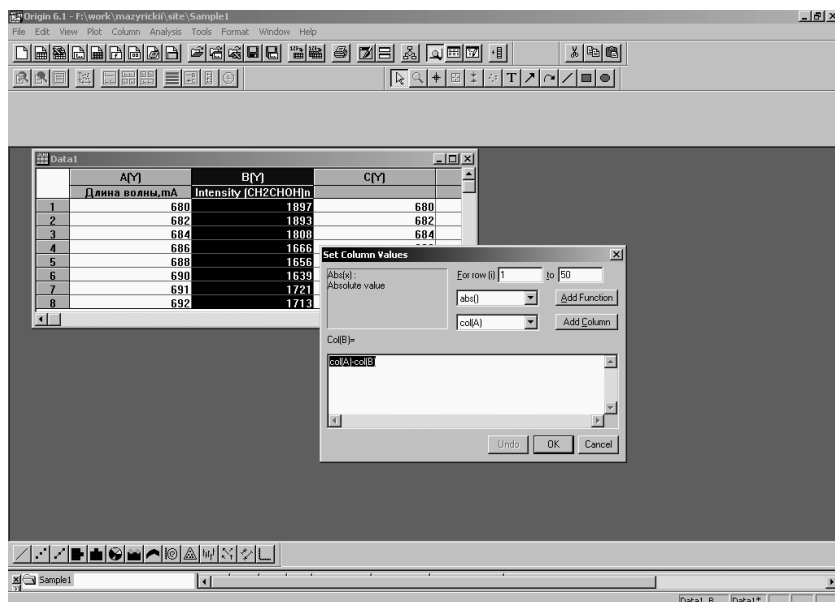 Origin 6.1 - F:\work\mazyrickii\site\Sample1
File Edit View Plot Column Analysis Tools Format Window Help
Data1
A(Y) B(Y) C(Y)
Длина волны,mA Intensity [CH2CHOH]n
1 680 1897 680
2 682 1893 682
3 684 1808 684
4 686 1666
5 688 1656
6 690 1639
7 691 1721
8 692 1713
Set Column Values
Abs(x) :
Absolute value
For row (i) 1 to 50
abs() Add Function
col(A) Add Column
Col(B)=
col(A)-col(B)
Undo OK Cancel
Sample1
Data1_B Data1*